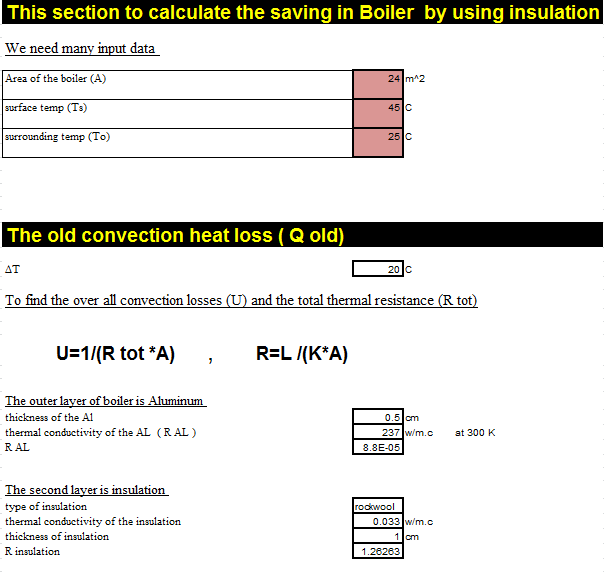 This section to calculate the saving in Boiler by using insulation
We need many input data
Area of the boiler (A) 24 m^2
surface temp (Ts) 45 C
surrounding temp (To) 25 C
The old convection heat loss ( Q old)
ΔT 20 C
To find the over all convection losses (U) and the total thermal resistance (R tot)
U=1/(R tot *A) , R=L /(K*A)
The outer layer of boiler is Aluminum
thickness of the Al 0.5 cm
thermal conductivity of the AL ( R AL ) 237 w/m.c at 300 K
R AL 8.8E-05
The second layer is insulation
type of insulation rockwool
thermal conductivity of the insulation 0.033 w/m.c
thickness of insulation 1 cm
R insulation 1.26263